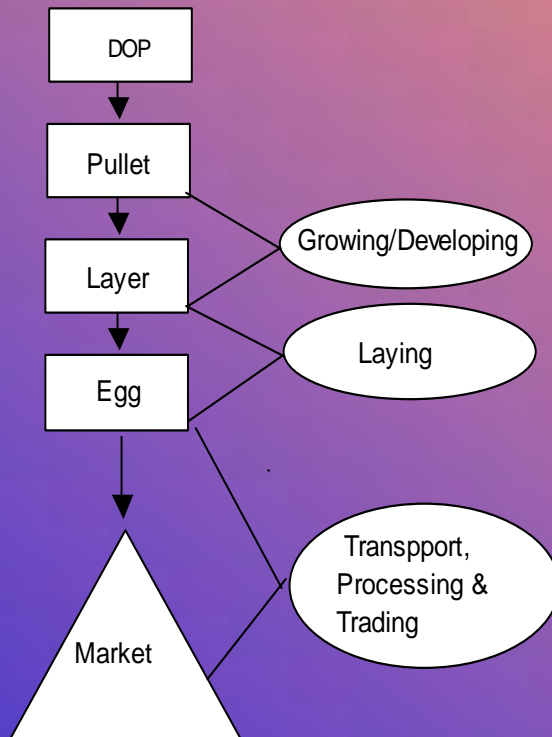 DOP
Pullet
Growing/Developing
Layer
Laying
Egg
Transpport,
Processing &
Trading
Market